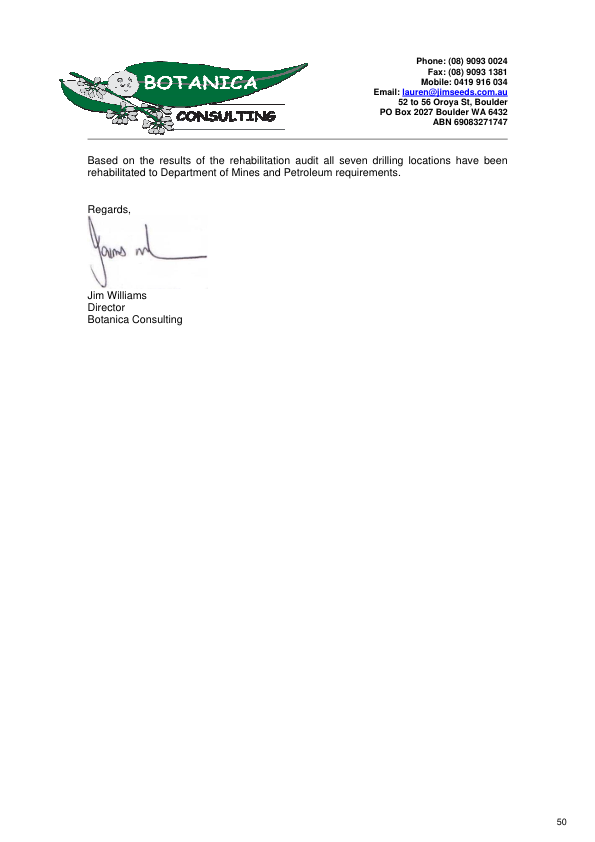 BOTANICA
CONSULTING
Phone: (08) 9093 0024
Fax: (08) 9093 1381
Mobile: 0419 916 034
Email: lauren@jimseeds.com.au
52 to 56 Oroya St, Boulder
PO Box 2027 Boulder WA 6432
ABN 69083271747
Based on the results of the rehabilitation audit all seven drilling locations have been
rehabilitated to Department of Mines and Petroleum requirements.
Regards,
Jim Williams
Director
Botanica Consulting
50